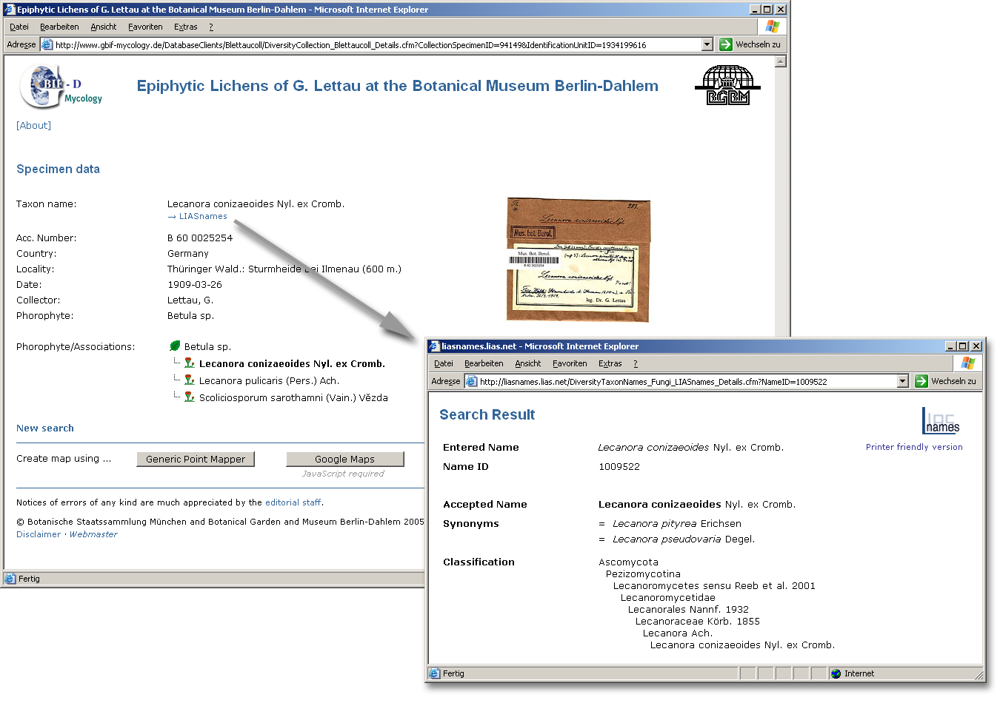 Epiphytic Lichens of G. Lettau at the Botanical Museum Berlin-Dahlem - Microsoft Internet Explorer
Datei Bearbeiten Ansicht Favoriten Extras ?
Adresse http://www.gbif-mycology.de/DatabaseClients/Blettaucoll/DiversityCollection_Blettaucoll_Details.cfm?CollectionSpecimenID=94149&IdentificationUnitID=1934199616 Wechseln zu
GBIF - D
Mycology
Epiphytic Lichens of G. Lettau at the Botanical Museum Berlin-Dahlem
BGBM
[About]
Specimen data
Taxon name: Lecanora conizaeoides Nyl. ex Cromb.
→ LIASnames
Acc. Number: B 60 0025254
Country: Germany
Locality: Thüringer Wald.: Sturmheide bei Ilmenau (600 m.)
Date: 1909-03-26
Collector: Lettau, G.
Phorophyte: Betula sp.
Phorophyte/Associations: Betula sp.
Lecanora conizaeoides Nyl. ex Cromb.
Lecanora pulicaris (Pers.) Ach.
Scoliciosporum sarothamni (Vain.) Vězda
Lecanora conizaeoides Nyl.
Mus. bot. Berol.
Mus. Bot. Berol.
B 60 0025254
Lecanora conizaeoides Nyl.
leg. Dr. G. Lettau
New search
Create map using ... Generic Point Mapper Google Maps
JavaScript required
Notices of errors of any kind are much appreciated by the editorial staff.
© Botanische Staatssammlung München and Botanical Garden and Museum Berlin-Dahlem 2005
Disclaimer · Webmaster
Fertig
liasnames.lias.net - Microsoft Internet Explorer
Datei Bearbeiten Ansicht Favoriten Extras ?
Adresse http://liasnames.lias.net/DiversityTaxonNames_Fungi_LIASnames_Details.cfm?NameID=1009522 Wechseln zu
Search Result
LIAS names
Entered Name Lecanora conizaeoides Nyl. ex Cromb. Printer friendly version
Name ID 1009522
Accepted Name Lecanora conizaeoides Nyl. ex Cromb.
Synonyms = Lecanora pityrea Erichsen
= Lecanora pseudovaria Degel.
Classification Ascomycota
Pezizomycotina
Lecanoromycetes sensu Reeb et al. 2001
Lecanoromycetidae
Lecanorales Nannf. 1932
Lecanoraceae Körb. 1855
Lecanora Ach.
Lecanora conizaeoides Nyl. ex Cromb.
Fertig Internet